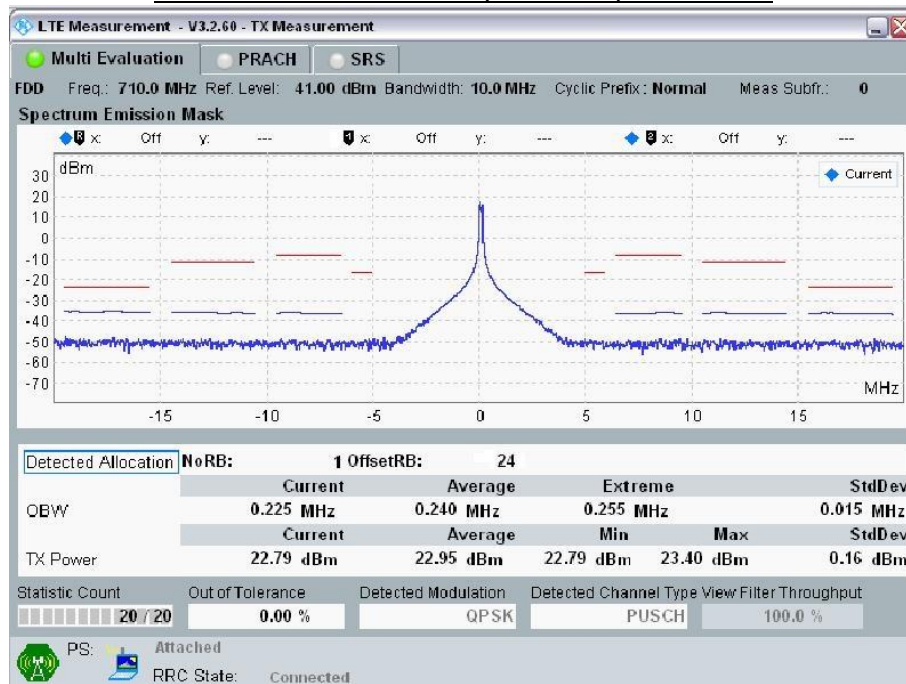 LTE Measurement - V3.2.60 - TX Measurement
Multi Evaluation PRACH SRS
FDD Freq.: 710.0 MHz Ref. Level: 41.00 dBm Bandwidth: 10.0 MHz Cyclic Prefix: Normal Meas Subfr.: 0
Spectrum Emission Mask
R x: Off y: --- 1 x: Off y: --- 2 x: Off y: ---
dBm
Current
30
20
10
0
-10
-20
-30
-40
-50
-60
-70
MHz
-15 -10 -5 0 5 10 15
Detected Allocation NoRB: 1 OffsetRB: 24
Current Average Extreme StdDev
OBW 0.225 MHz 0.240 MHz 0.255 MHz 0.015 MHz
Current Average Min Max StdDev
TX Power 22.79 dBm 22.95 dBm 22.79 dBm 23.40 dBm 0.16 dBm
Statistic Count Out of Tolerance Detected Modulation Detected Channel Type View Filter Throughput
20 / 20 0.00 % QPSK PUSCH 100.0 %
PS: Attached
RRC State: Connected